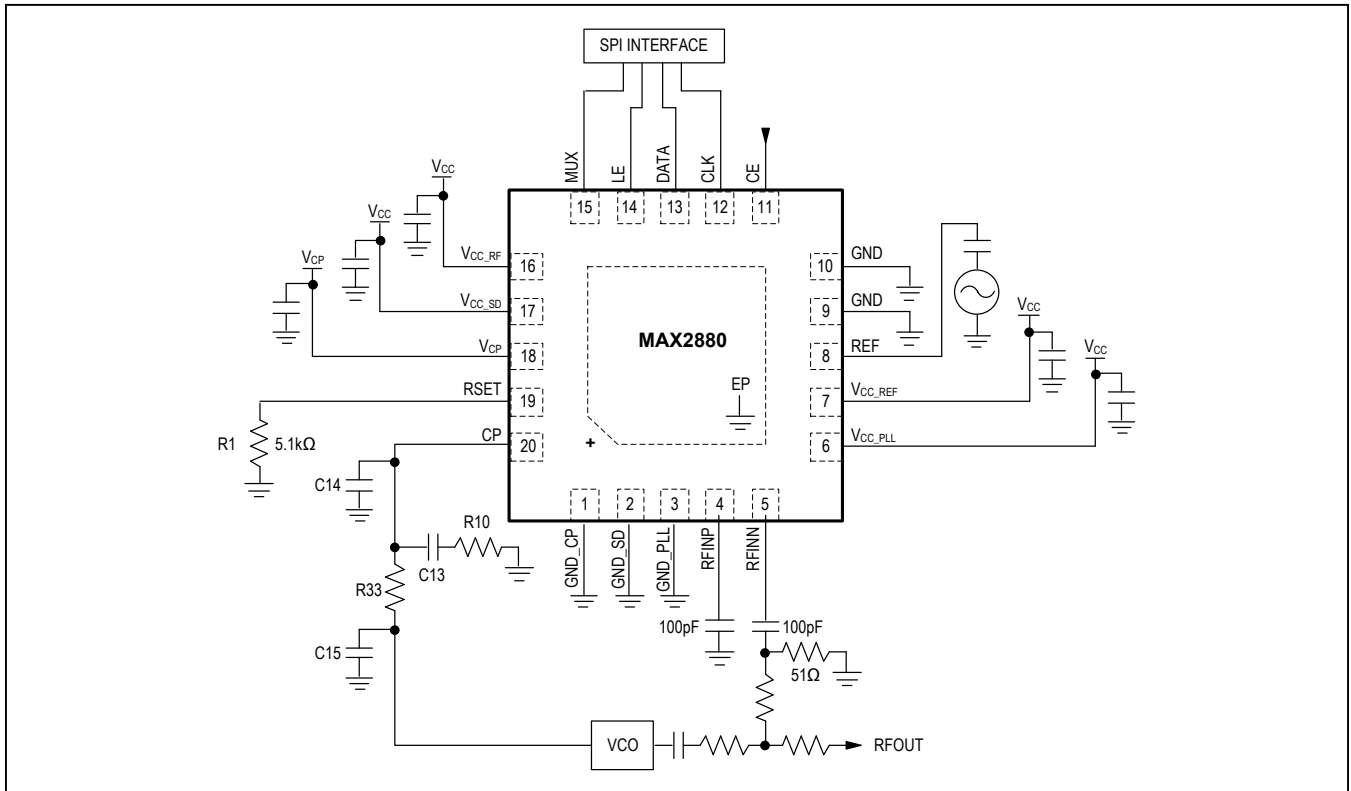 SPI INTERFACE
MUX
LE
DATA
CLK
CE
15
14
13
12
11
VCC
VCC
VCP
VCC_RF
16
VCC_SD
17
VCP
18
RSET
19
CP
20
R1
5.1kΩ
C14
R10
C13
R33
C15
MAX2880
EP
+
10
GND
9
GND
8
REF
7
VCC_REF
6
VCC_PLL
VCC
VCC
1
2
3
4
5
GND_CP
GND_SD
GND_PLL
RFINP
RFINN
100pF
100pF
51Ω
VCO
RFOUT